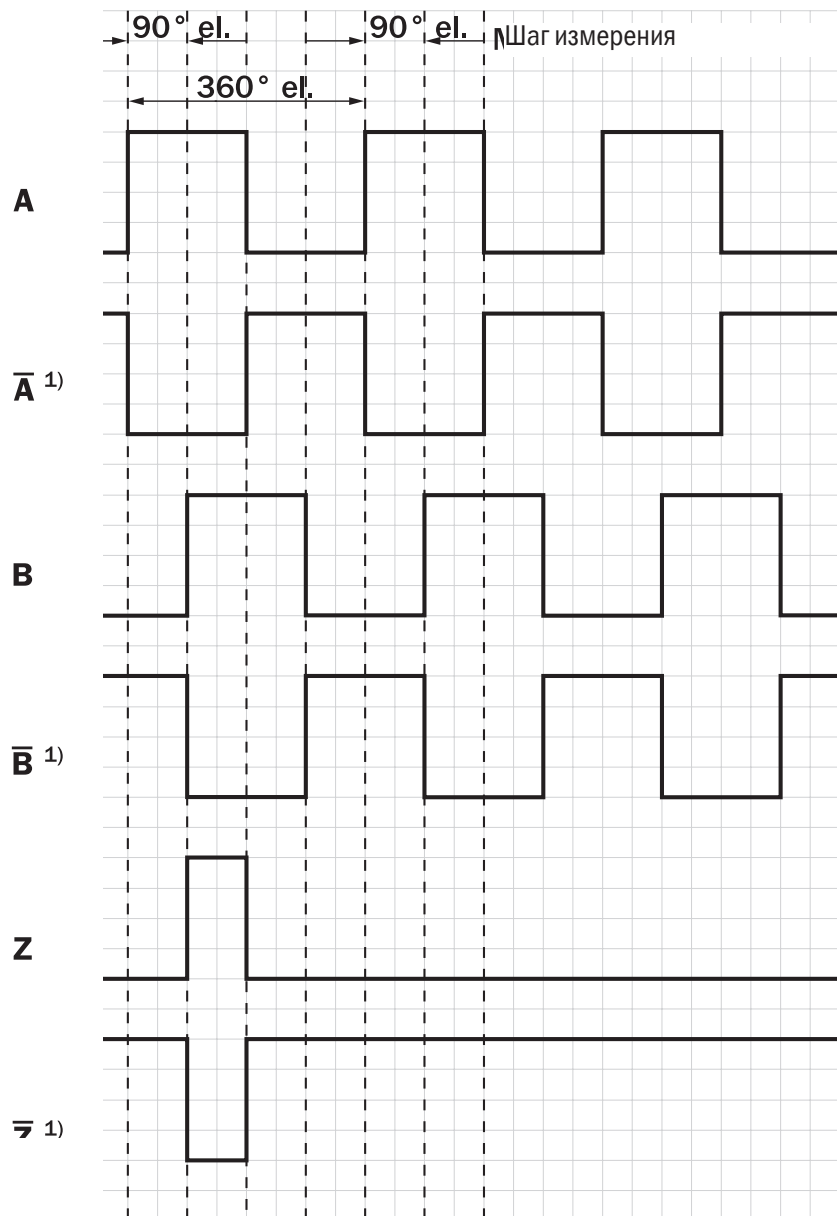 90° el. 90° el. Шаг измерения
360° el.
A
A̅ 1)
B
B̅ 1)
Z
Z̅ 1)